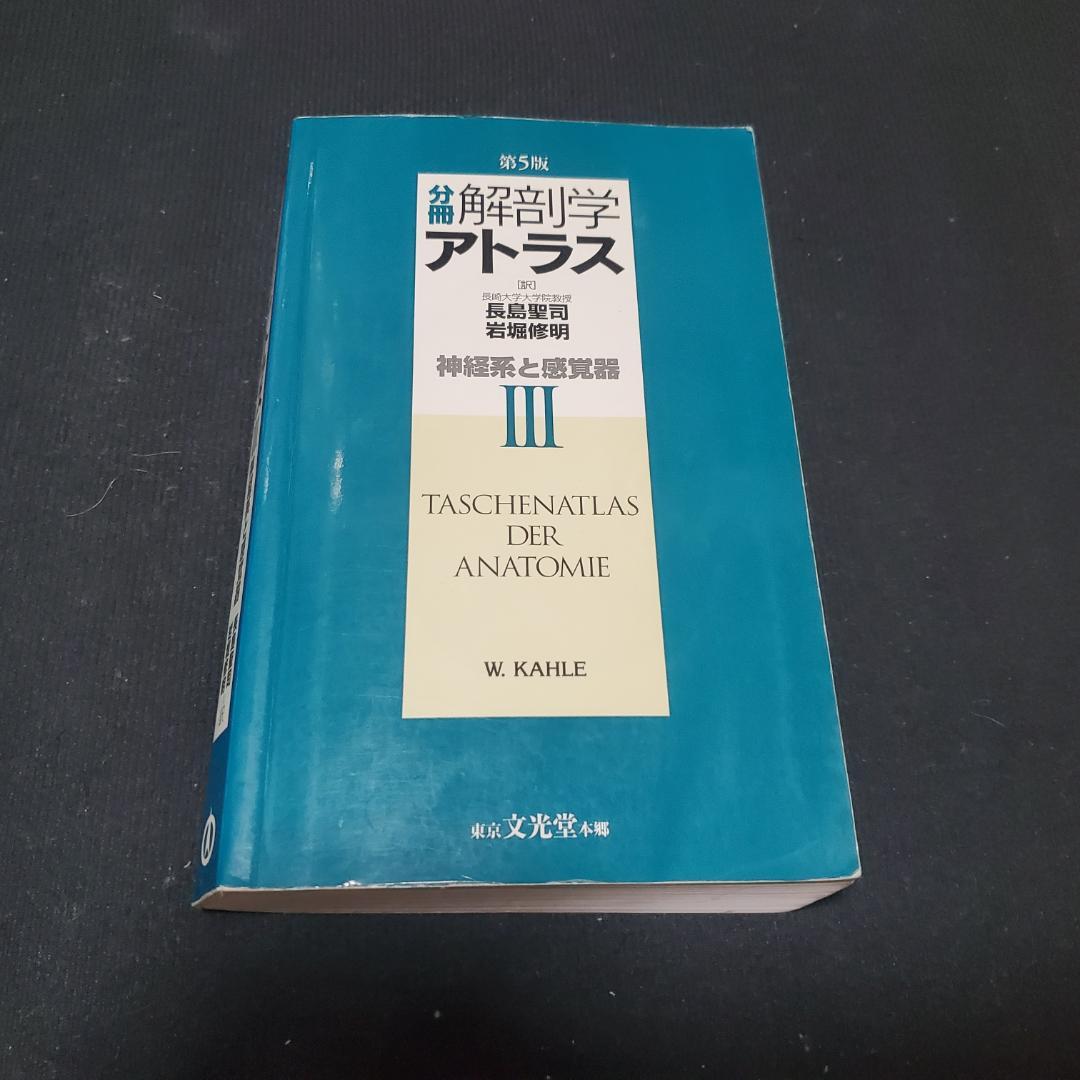 第5版
分冊 解剖学
アトラス
[訳]
長崎大学大学院教授
長島聖司
岩堀修明
神経系と感覚器
III
TASCHENATLAS
DER
ANATOMIE
W. KAHLE
東京 文光堂 本郷